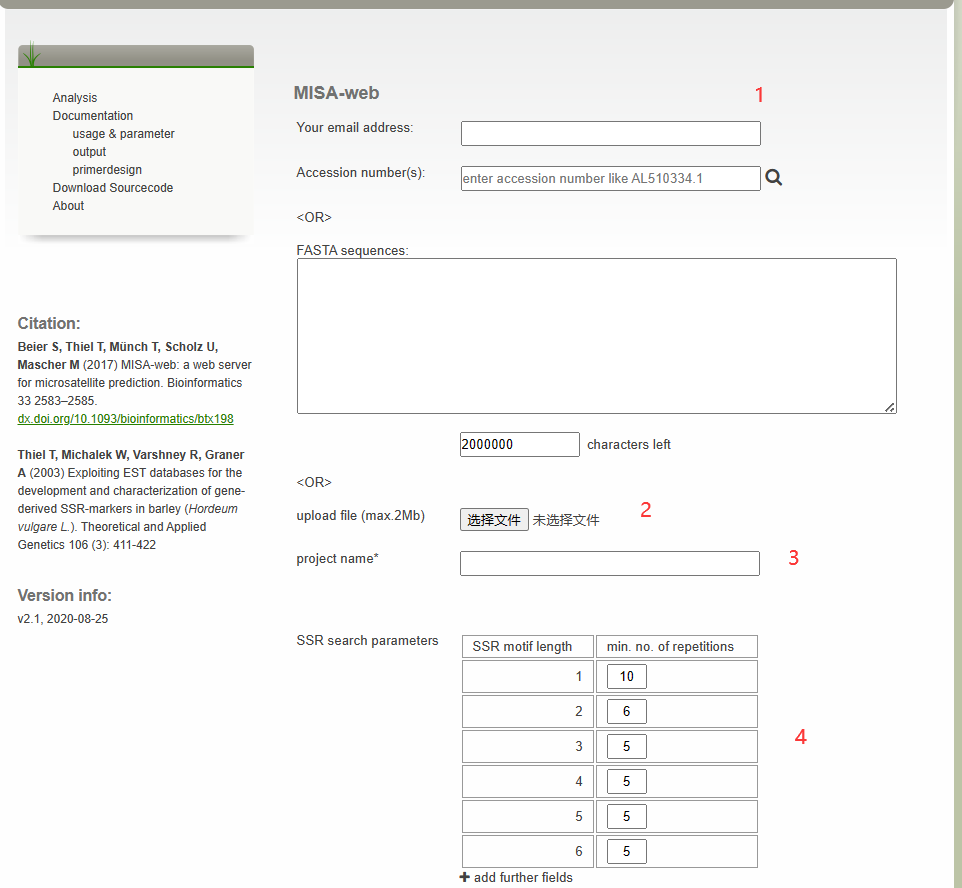 Analysis
Documentation
usage & parameter
output
primerdesign
Download Sourcecode
About
Citation:
Beier S, Thiel T, Münch T, Scholz U,
Mascher M (2017) MISA-web: a web server
for microsatellite prediction. Bioinformatics
33 2583–2585.
dx.doi.org/10.1093/bioinformatics/btx198
Thiel T, Michalek W, Varshney R, Graner
A (2003) Exploiting EST databases for the
development and characterization of gene-
derived SSR-markers in barley (Hordeum
vulgare L.). Theoretical and Applied
Genetics 106 (3): 411-422
Version info:
v2.1, 2020-08-25
MISA-web
1
Your email address:
Accession number(s):
enter accession number like AL510334.1
<OR>
FASTA sequences:
2000000 characters left
<OR>
upload file (max.2Mb) 选择文件 未选择文件
2
project name*
3
SSR search parameters
SSR motif length min. no. of repetitions
1 10
2 6
3 5
4
4 5
5 5
6 5
add further fields